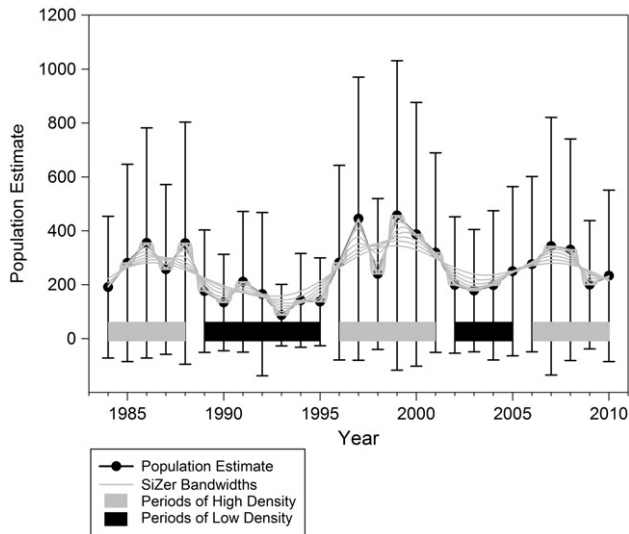 1200
1000
800
600
400
200
0
Population Estimate
1985 1990 1995 2000 2005 2010
Year
Population Estimate
SiZer Bandwidths
Periods of High Density
Periods of Low Density